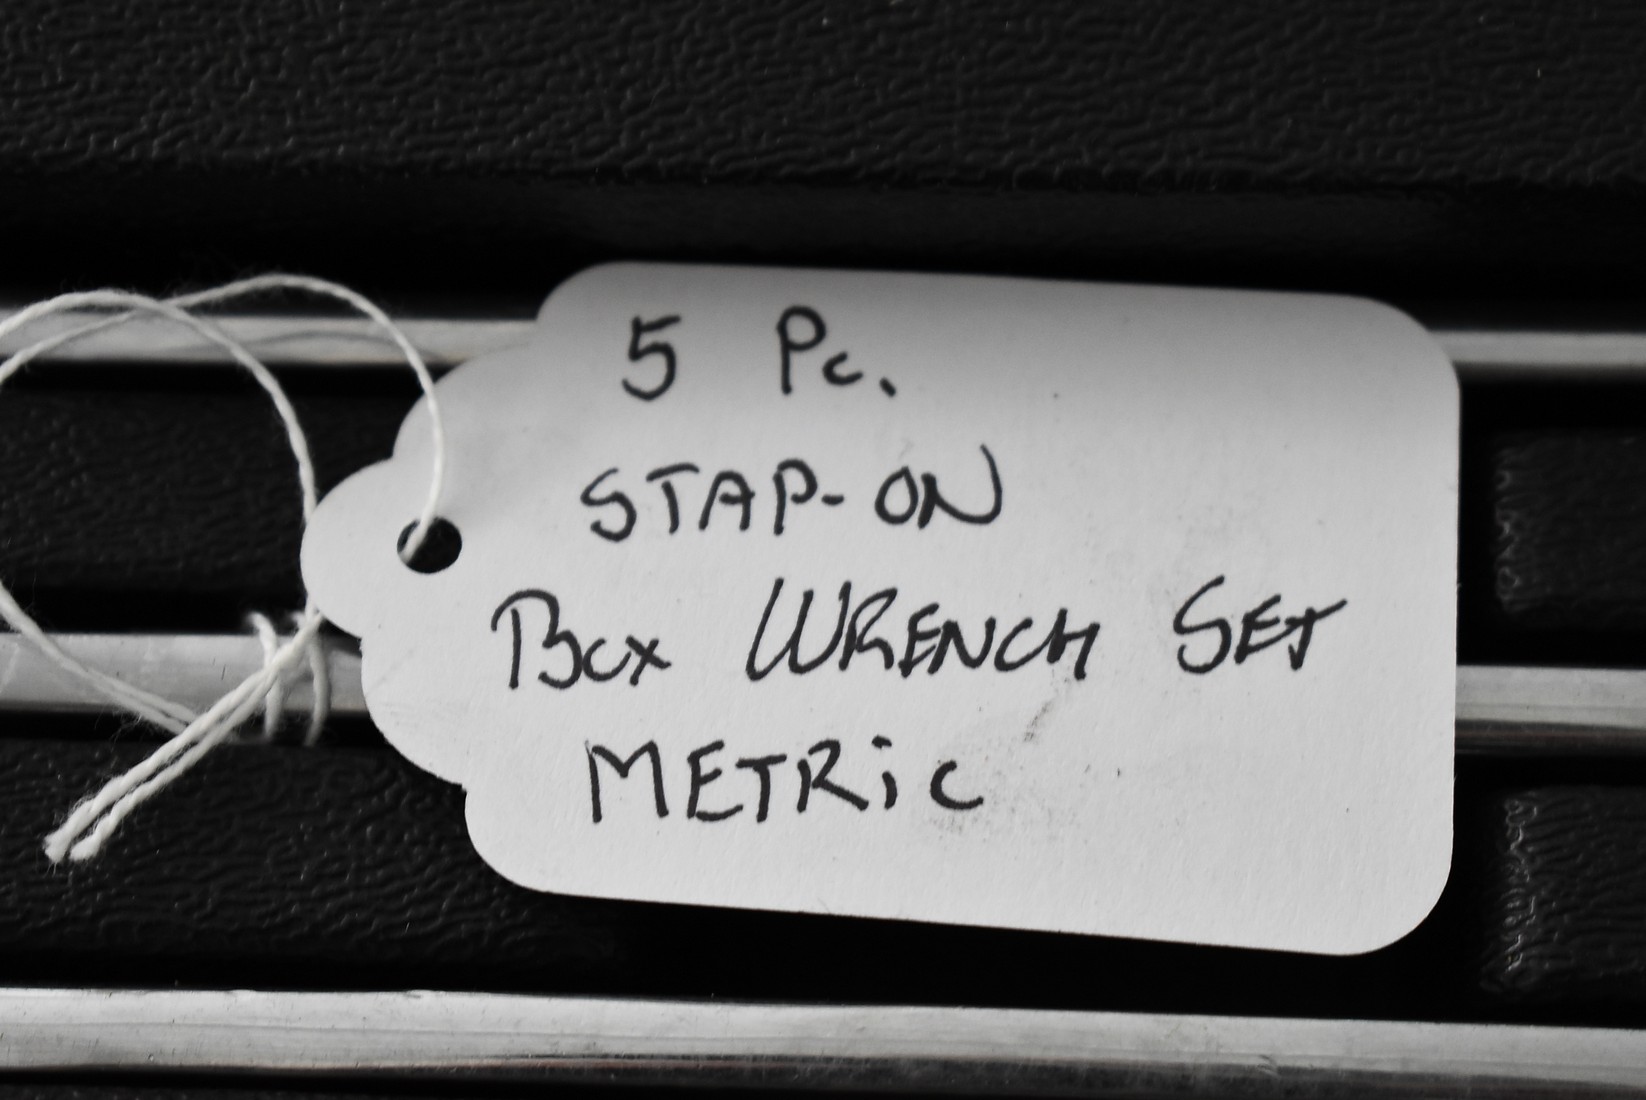 5 Pc.
STAP-ON
Box WRENCH SET
METRiC